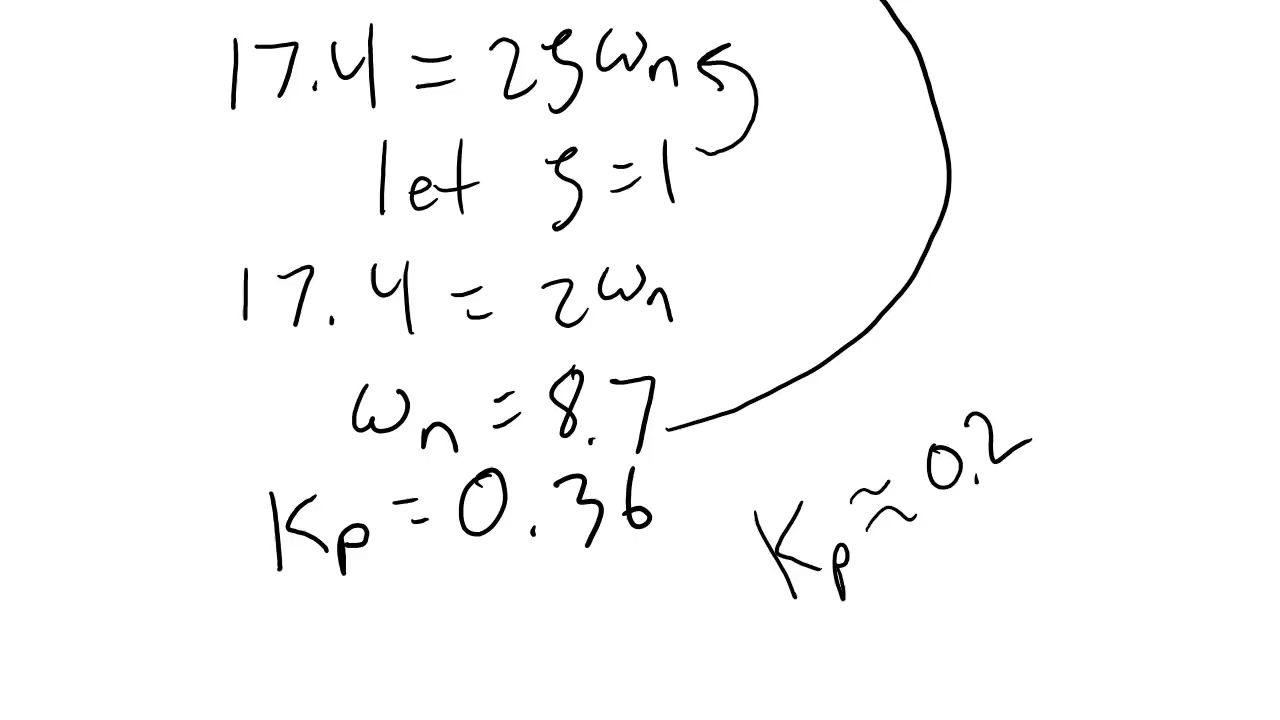 17.4 = 2ζωn
let ζ = 1
17.4 = 2ωn
ωn = 8.7
Kp = 0.36
Kp ≈ 0.2